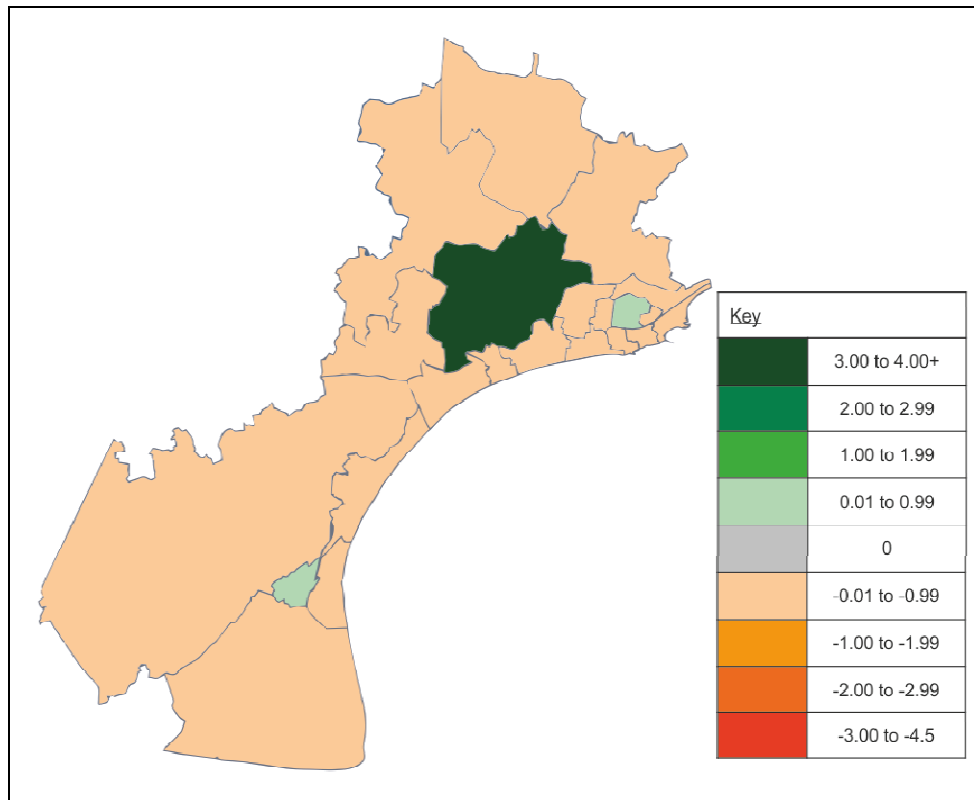 Key
3.00 to 4.00+
2.00 to 2.99
1.00 to 1.99
0.01 to 0.99
0
-0.01 to -0.99
-1.00 to -1.99
-2.00 to -2.99
-3.00 to -4.5